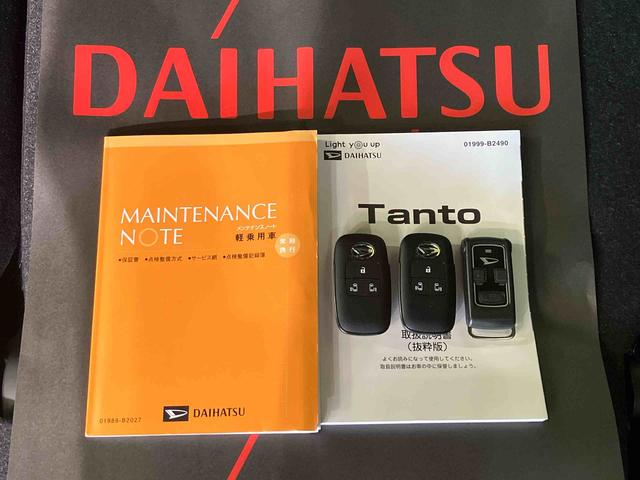 DAIHATSU
MAINTENANCE
NOTE
メンテナンスノート
軽乗用車
常時
携行
•保証書 •点検整備方式 •サービス網 •点検整備記録簿
01989-B2027
DAIHATSU
Light you up
DAIHATSU
01999-B2490
Tanto
取扱説明書
(抜粋版)
よくお読みになって使用してください。
取扱説明書はお車の中に保管しましょう。